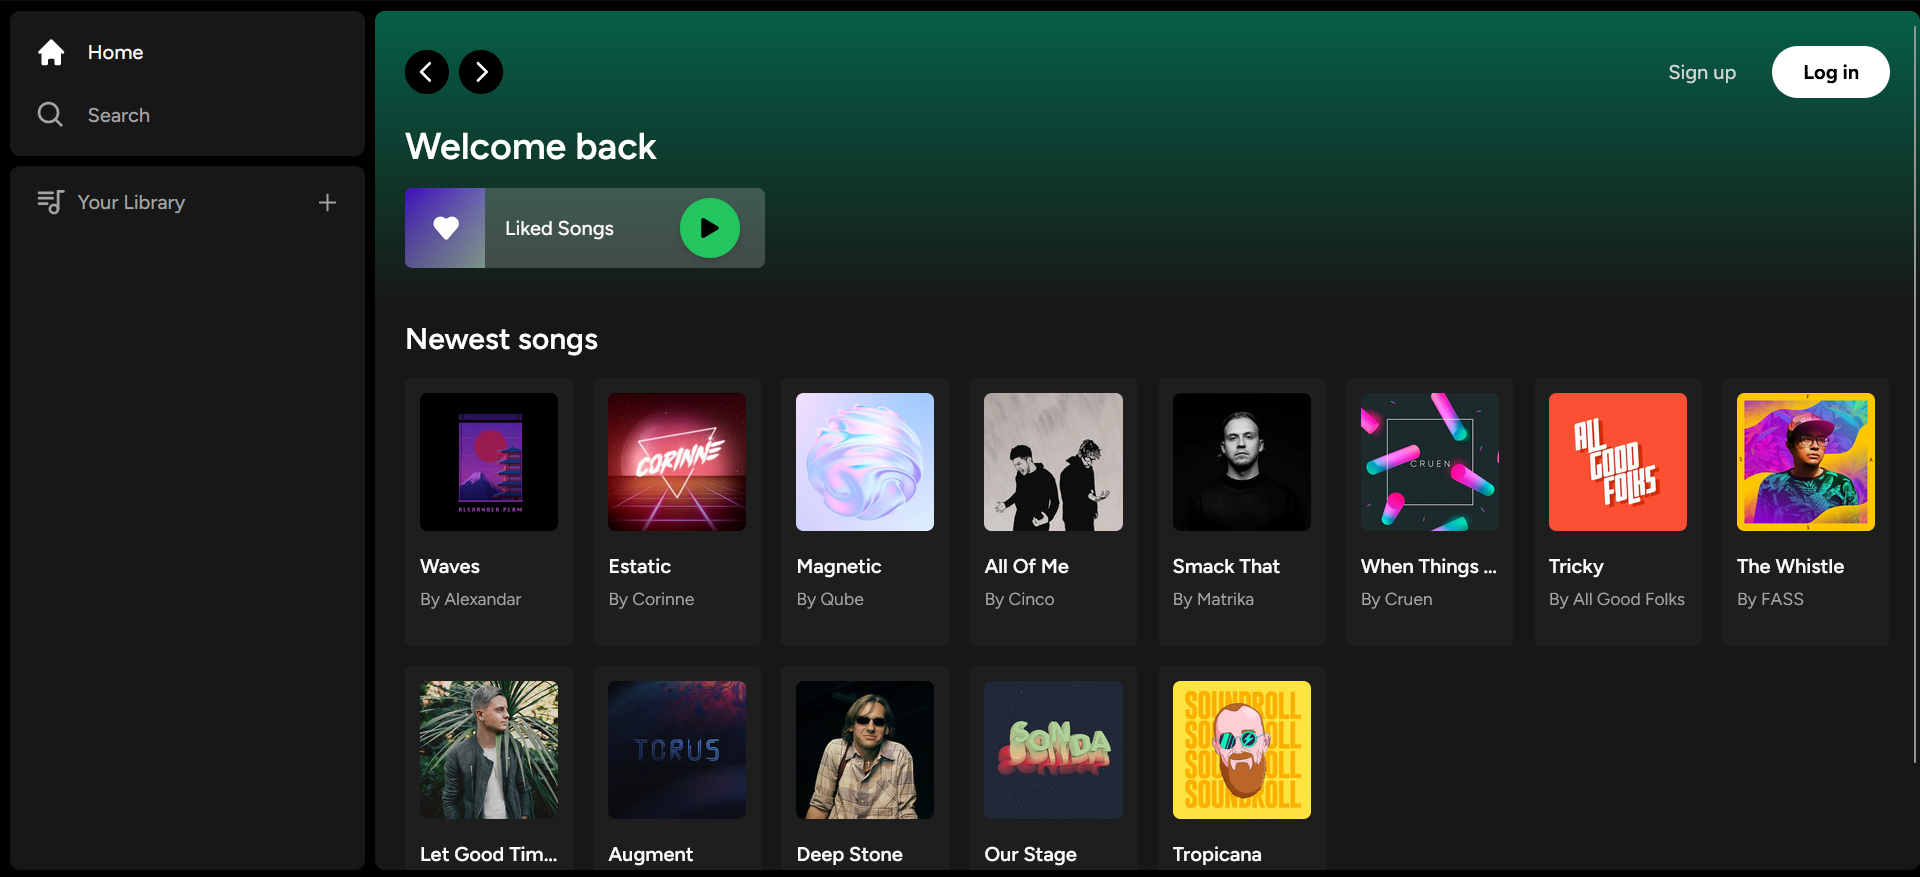 Home
Search
Your Library
Sign up
Log in
Welcome back
Liked Songs
Newest songs
ALEXANDER PLAM
CORINNE
CRUEN
ALL
GOOD
FOLKS
F
S
A
S
Waves
Estatic
Magnetic
All Of Me
Smack That
When Things ...
Tricky
The Whistle
By Alexandar
By Corinne
By Qube
By Cinco
By Matrika
By Cruen
By All Good Folks
By FASS
TORUS
SONDA
SOUNDROLL
SOUNDROLL
SOUNDROLL
SOUNDROLL
Let Good Tim...
Augment
Deep Stone
Our Stage
Tropicana